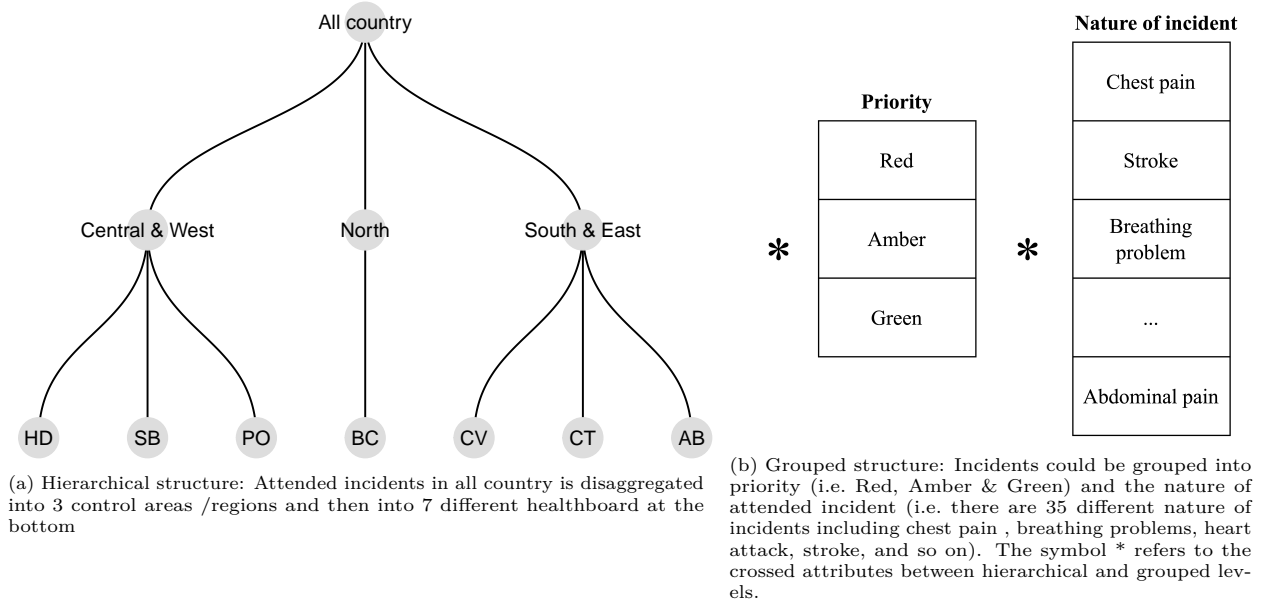 All country
Central & West
North
South & East
HD
SB
PO
BC
CV
CT
AB
(a) Hierarchical structure: Attended incidents in all country is disaggregated
into 3 control areas /regions and then into 7 different healthboard at the
bottom
*
Priority
Red
Amber
Green
*
Nature of incident
Chest pain
Stroke
Breathing
problem
...
Abdominal pain
(b) Grouped structure: Incidents could be grouped into
priority (i.e. Red, Amber & Green) and the nature of
attended incident (i.e. there are 35 different nature of
incidents including chest pain , breathing problems, heart
attack, stroke, and so on). The symbol * refers to the
crossed attributes between hierarchical and grouped lev-
els.